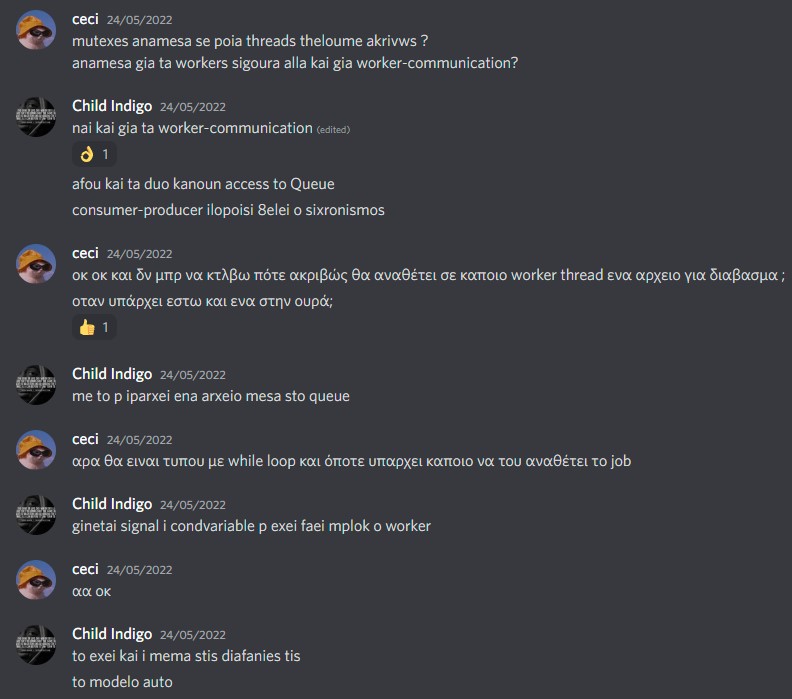 ceci 24/05/2022
mutexes anamesa se poia threads theloume akrivws ?
anamesa gia ta workers sigoura alla kai gia worker-communication?
Child Indigo 24/05/2022
nai kai gia ta worker-communication (edited)
👌 1
afou kai ta duo kanoun access to Queue
consumer-producer ilopoisi 8elei o sixronismos
ceci 24/05/2022
οκ οκ και δν μπρ να κτλβω πότε ακριβώς θα αναθέτει σε καποιο worker thread ενα αρχειο για διαβασμα ;
οταν υπάρχει εστω και ενα στην ουρά;
👍 1
Child Indigo 24/05/2022
me to p iparxei ena arxeio mesa sto queue
ceci 24/05/2022
αρα θα ειναι τυπου με while loop και όποτε υπαρχει καποιο να του αναθέτει το job
Child Indigo 24/05/2022
ginetai signal i condvariable p exei faei mplok o worker
ceci 24/05/2022
αα οκ
Child Indigo 24/05/2022
to exei kai i mema stis diafanies tis
to modelo auto